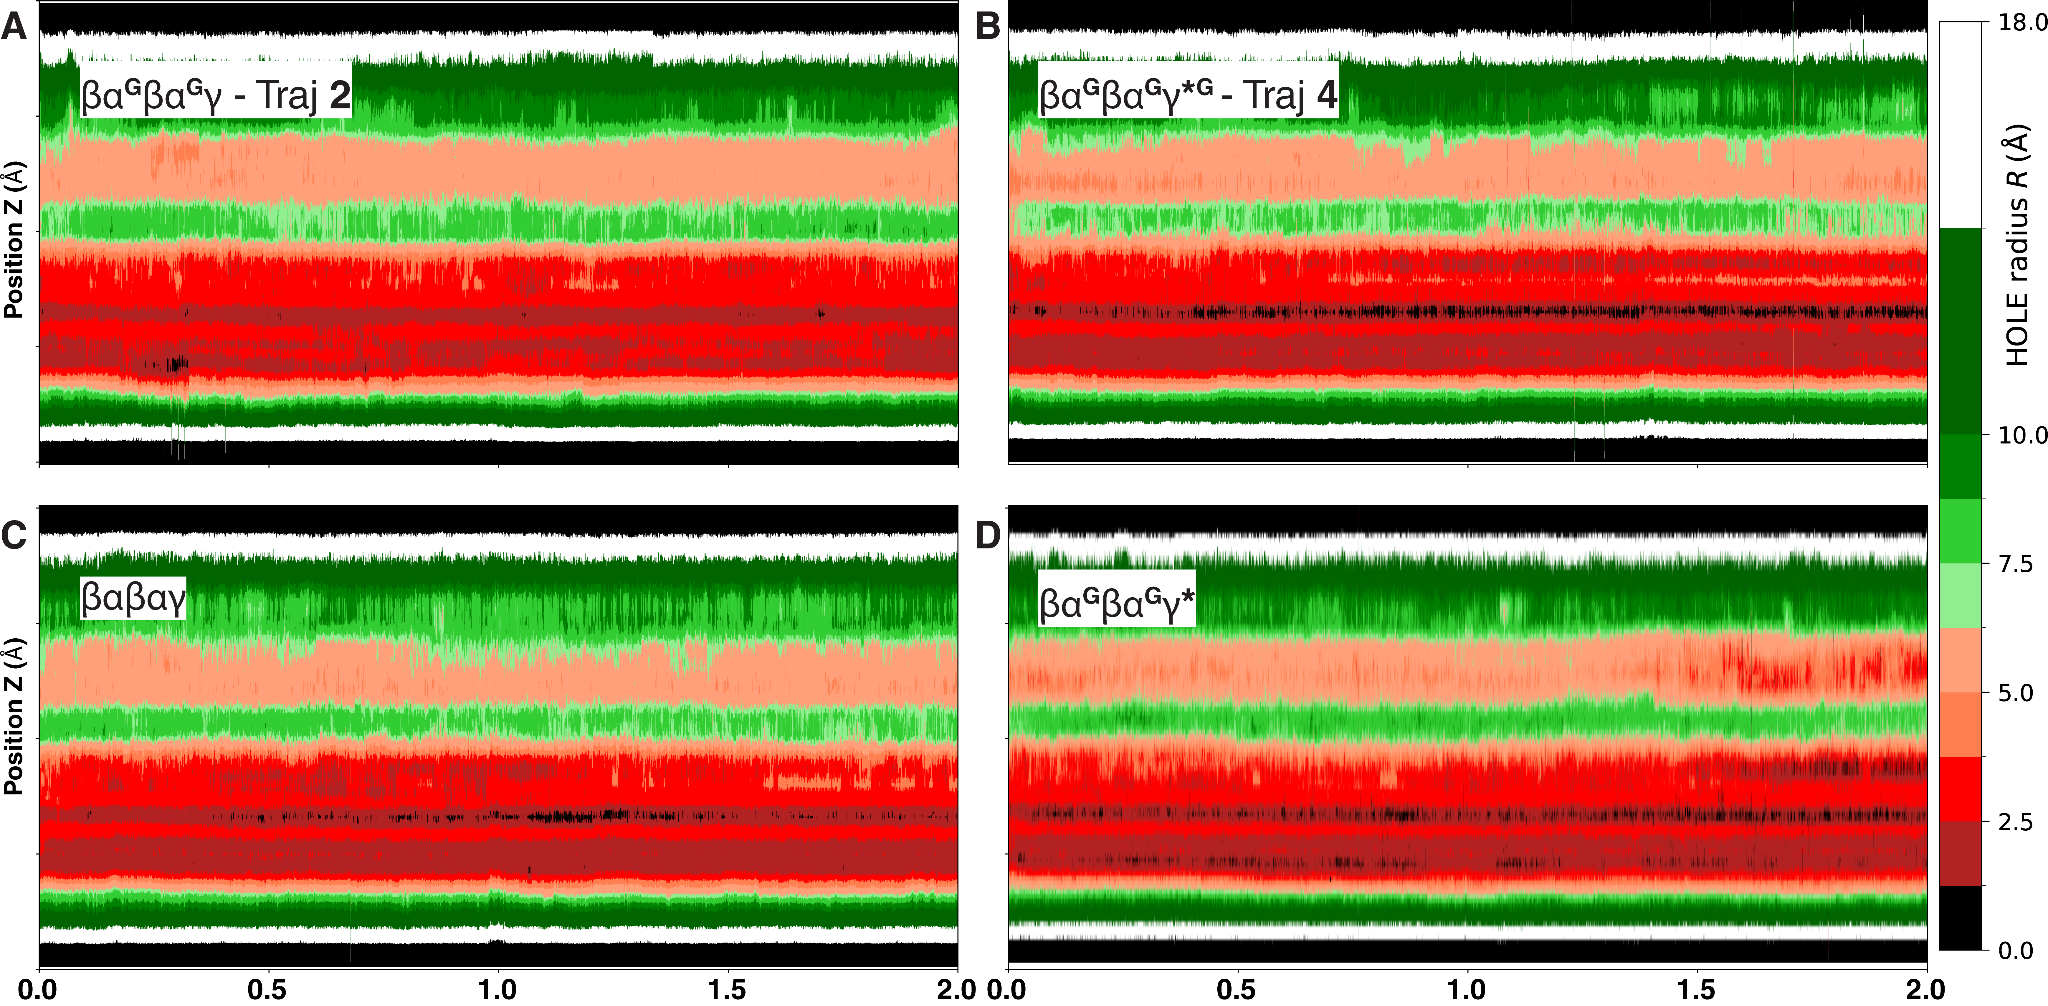 A
βαᴳβαᴳγ - Traj 2
Position Z (Å)
B
βαᴳβαᴳγ*ᴳ - Traj 4
C
βαβαγ
Position Z (Å)
0.0 0.5 1.0 1.5 2.0
D
βαᴳβαᴳγ*
0.0 0.5 1.0 1.5 2.0
18.0
10.0
7.5
5.0
2.5
0.0
HOLE radius R (Å)